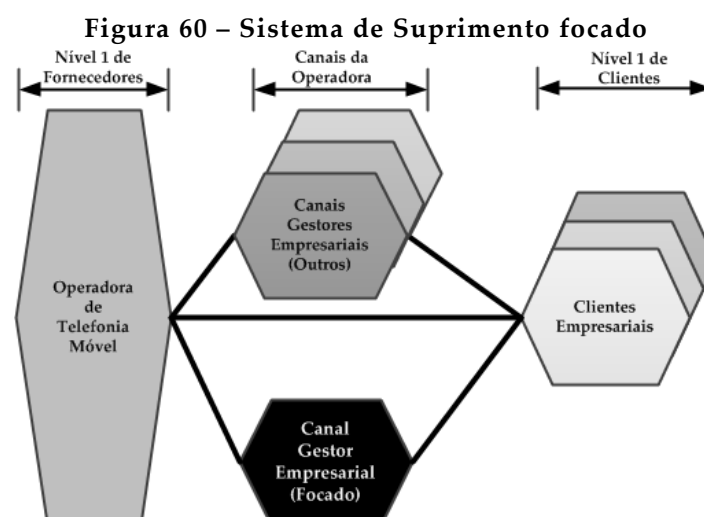 Figura 60 – Sistema de Suprimento focado
Nível 1 de
Fornecedores
Canais da
Operadora
Nível 1 de
Clientes
Canais
Gestores
Empresariais
(Outros)
Operadora
de
Telefonia
Móvel
Clientes
Empresariais
Canal
Gestor
Empresarial
(Focado)